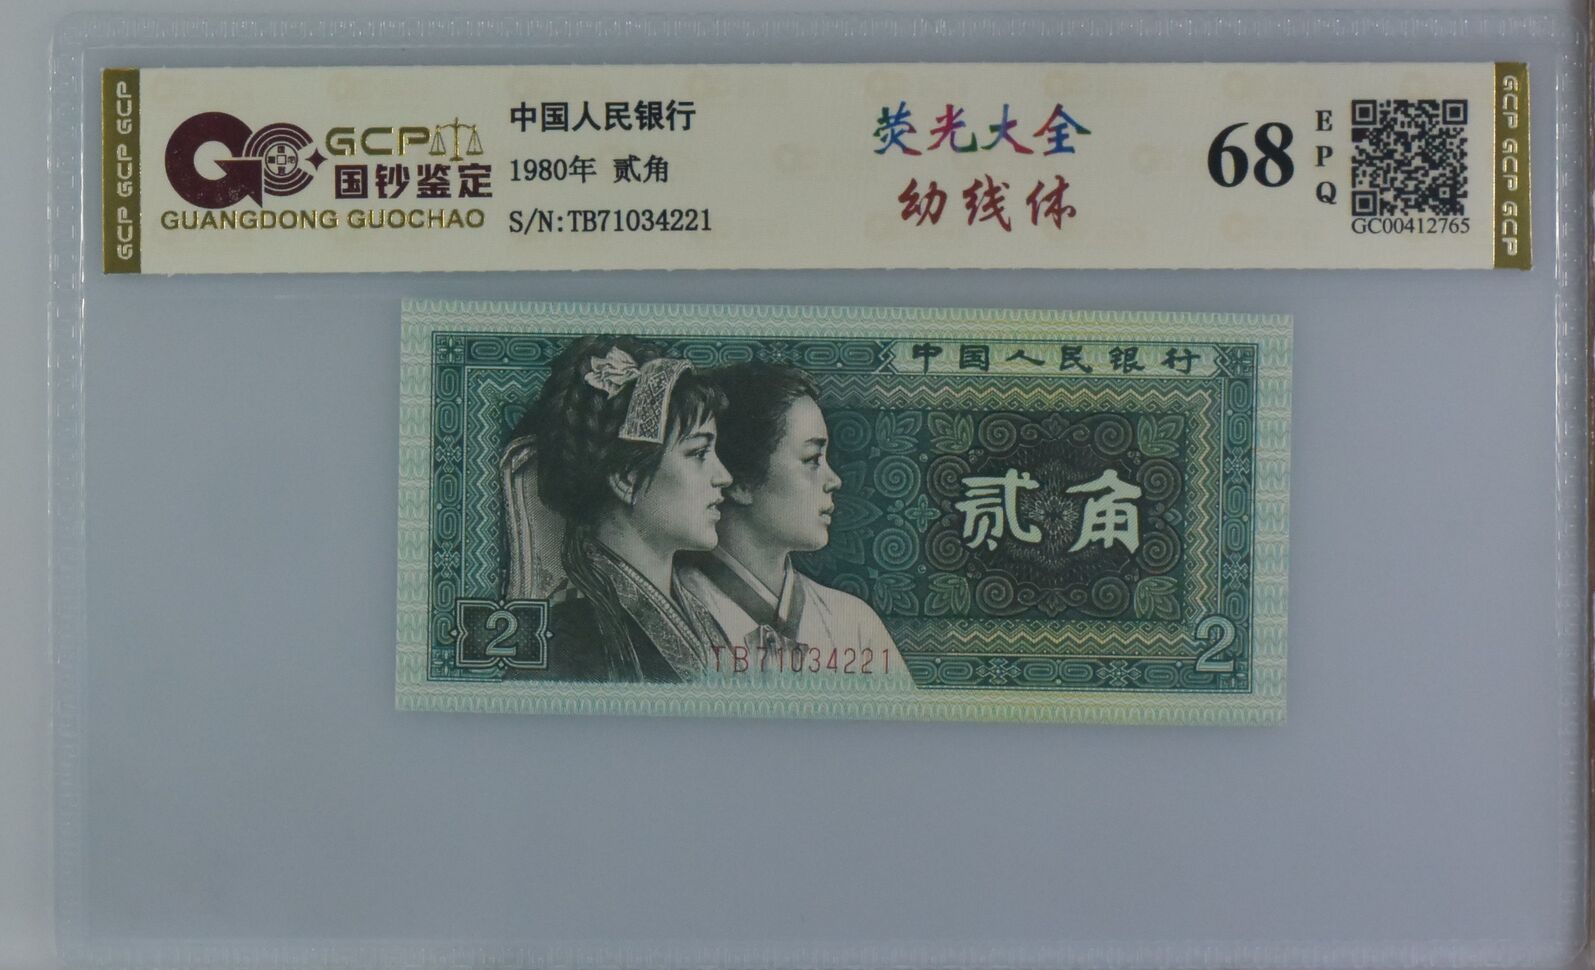 GCP GCP GCP
GCP
国钞鉴定
GUANGDONG GUOCHAO
中国人民银行
1980年 贰角
S/N:TB71034221
荧光大全
幼线体
68
EPQ
GC00412765
GCP GCP GCP
中国人民银行
贰角
2
TB71034221
2